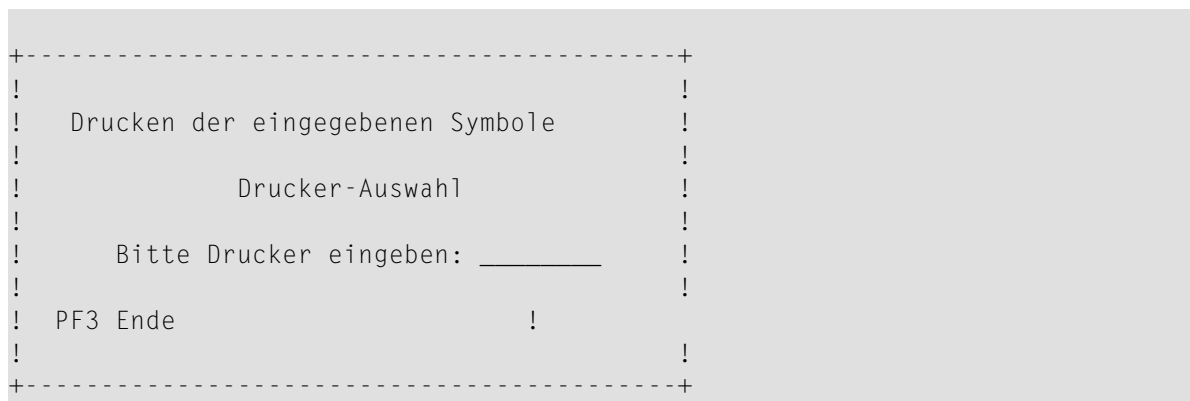 +-------------------------------------------+
!                                           !
!   Drucken der eingegebenen Symbole        !
!                                           !
!              Drucker-Auswahl              !
!                                           !
!      Bitte Drucker eingeben: ________     !
!                                           !
!  PF3 Ende                       !
!                                           !
+-------------------------------------------+